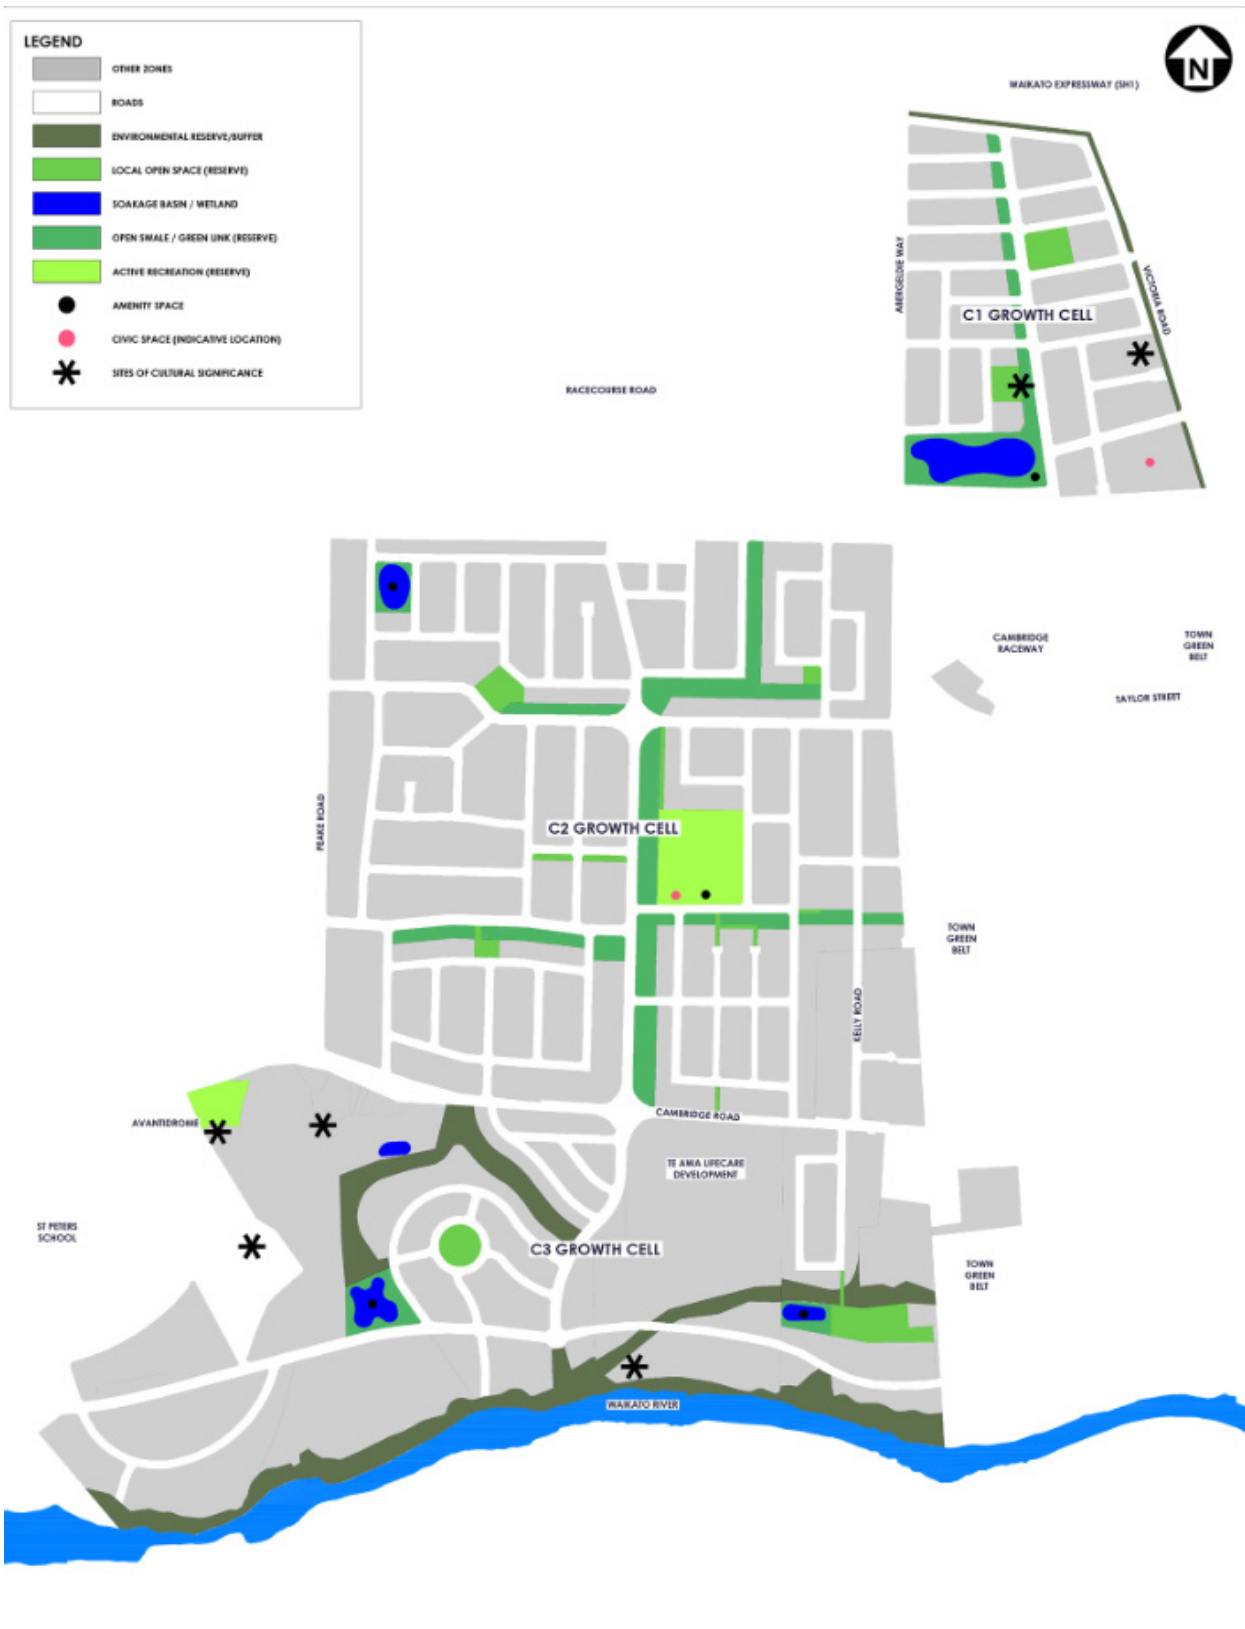 LEGEND
OTHER ZONES
ROADS
ENVIRONMENTAL RESERVE/BUFFER
LOCAL OPEN SPACE (RESERVE)
SOAKAGE BASIN / WETLAND
OPEN SWALE / GREEN LINK (RESERVE)
ACTIVE RECREATION (RESERVE)
AMENITY SPACE
CIVIC SPACE (INDICATIVE LOCATION)
SITES OF CULTURAL SIGNIFICANCE
N
WAIKATO EXPRESSWAY (SH1)
ABERGELDIE WAY
VICTORIA ROAD
C1 GROWTH CELL
RACECOURSE ROAD
CAMBRIDGE
RACEWAY
TOWN
GREEN
BELT
TAYLOR STREET
PEAKE ROAD
C2 GROWTH CELL
TOWN
GREEN
BELT
KELLY ROAD
CAMBRIDGE ROAD
AVANTIDROME
TE AWA LIFECARE
DEVELOPMENT
ST PETERS
SCHOOL
C3 GROWTH CELL
TOWN
GREEN
BELT
WAIKATO RIVER